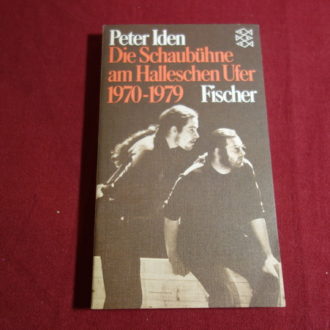 Peter Iden
Die Schaubühne
am Halleschen Ufer
1970-1979 Fischer